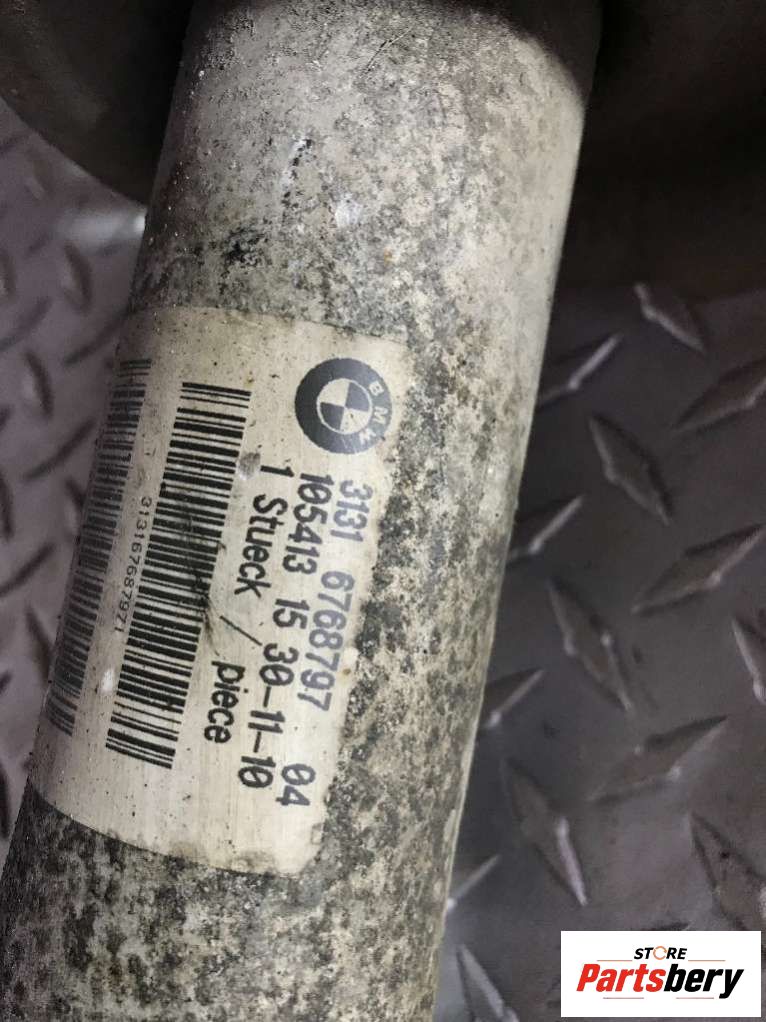 BMW
3131 6768797 04
105413 15 30-11-10
1 Stueck / piece
31316768797
STORE
Partsbery